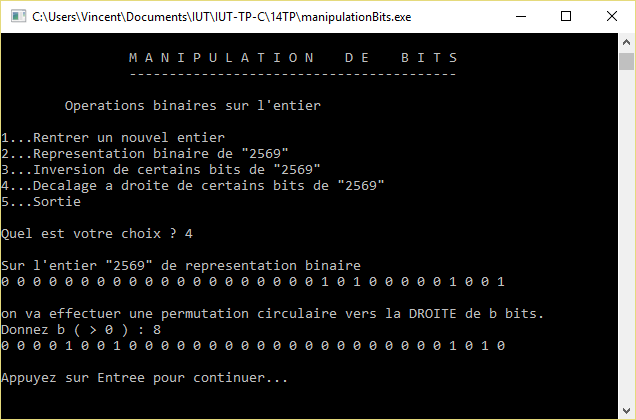 C:\Users\Vincent\Documents\IUT\IUT-TP-C\14TP\manipulationBits.exe
M A N I P U L A T I O N   D E   B I T S
-----------------------------------------
Operations binaires sur l'entier
1...Rentrer un nouvel entier
2...Representation binaire de "2569"
3...Inversion de certains bits de "2569"
4...Decalage a droite de certains bits de "2569"
5...Sortie
Quel est votre choix ? 4
Sur l'entier "2569" de representation binaire
0 0 0 0 0 0 0 0 0 0 0 0 0 0 0 0 0 0 0 0 1 0 1 0 0 0 0 0 1 0 0 1
on va effectuer une permutation circulaire vers la DROITE de b bits.
Donnez b ( > 0 ) : 8
0 0 0 0 1 0 0 1 0 0 0 0 0 0 0 0 0 0 0 0 0 0 0 0 0 0 0 0 1 0 1 0
Appuyez sur Entree pour continuer...